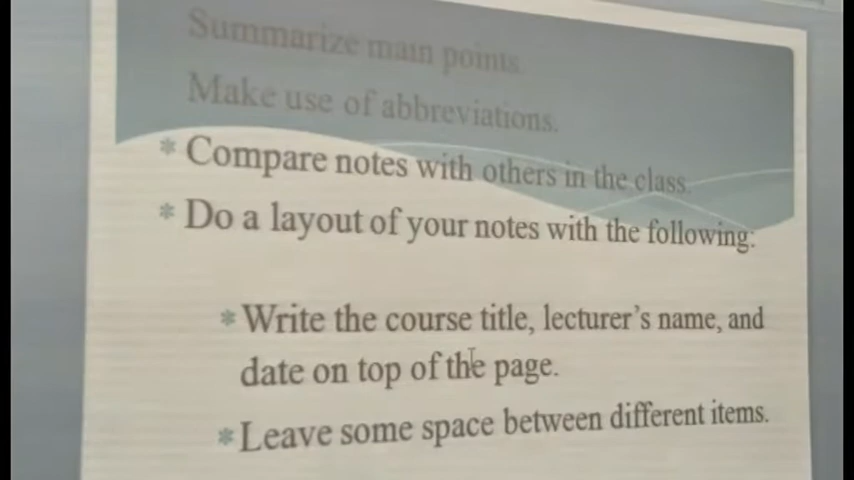 Summarize main points.
Make use of abbreviations.
* Compare notes with others in the class.
* Do a layout of your notes with the following:
* Write the course title, lecturer's name, and
date on top of the page.
* Leave some space between different items.